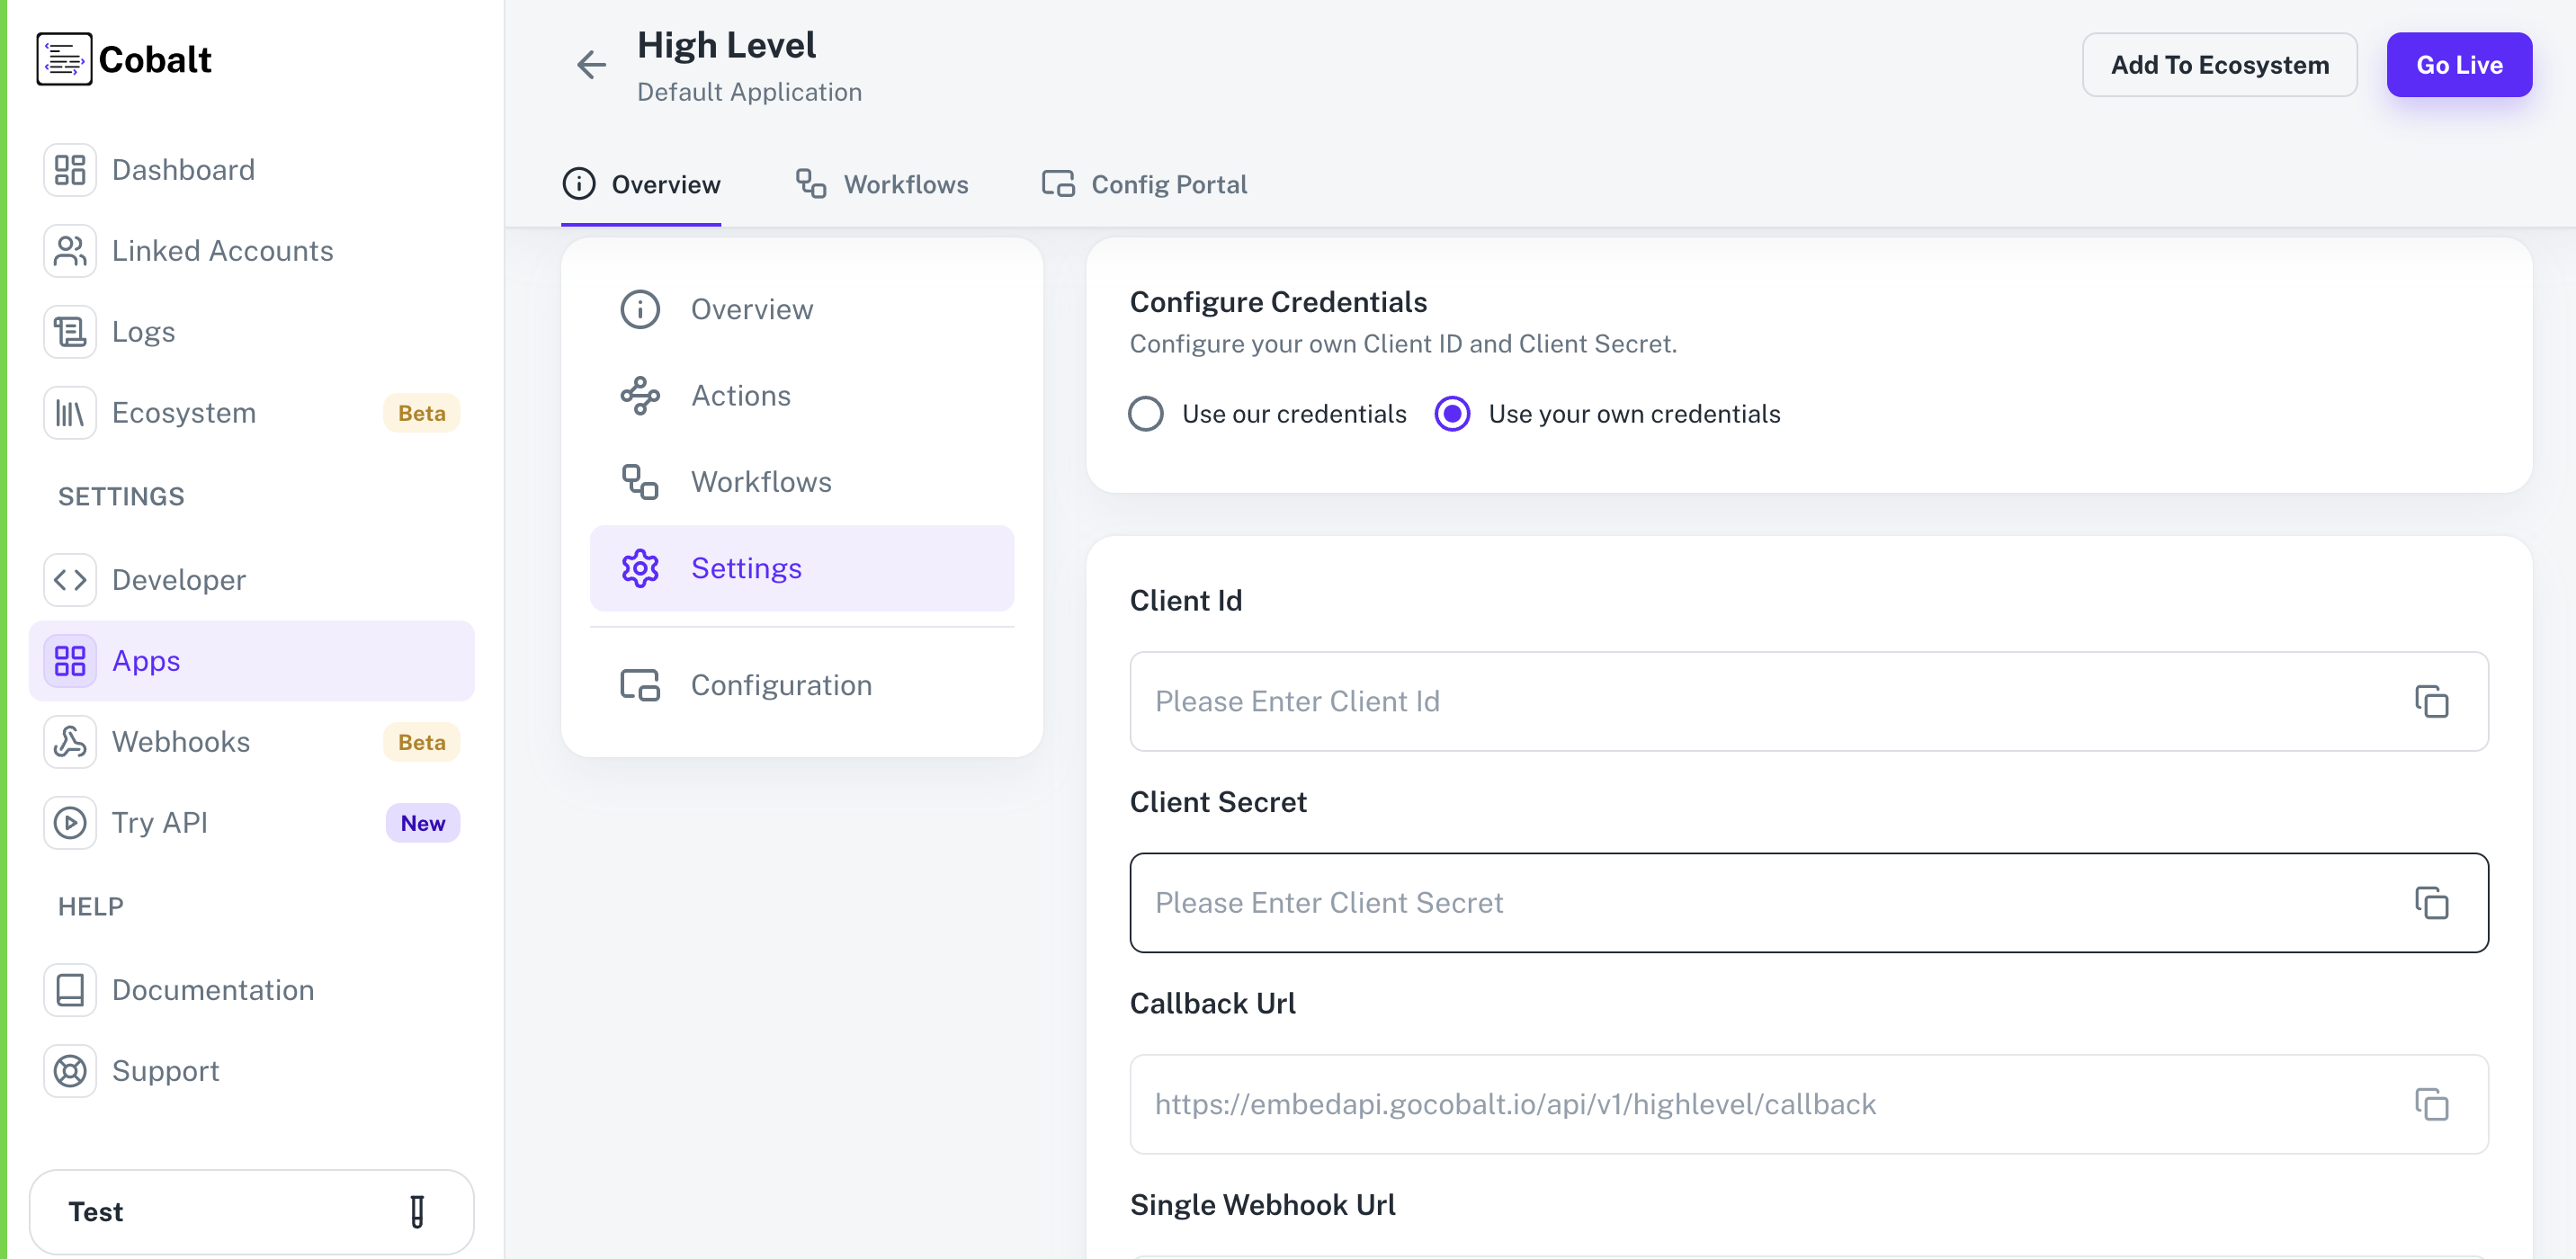 Cobalt
Dashboard
Linked Accounts
Logs
Ecosystem Beta
SETTINGS
Developer
Apps
Webhooks Beta
Try API New
HELP
Documentation
Support
Test
High Level
Default Application
Add To Ecosystem
Go Live
Overview
Workflows
Config Portal
Overview
Actions
Workflows
Settings
Configuration
Configure Credentials
Configure your own Client ID and Client Secret.
Use our credentials Use your own credentials
Client Id
Please Enter Client Id
Client Secret
Please Enter Client Secret
Callback Url
https://embedapi.gocobalt.io/api/v1/highlevel/callback
Single Webhook Url